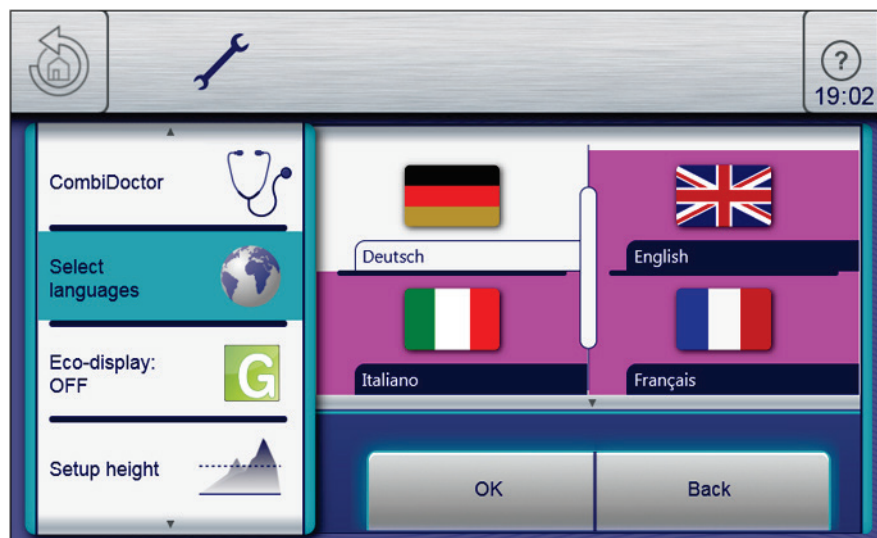 ?
19:02
CombiDoctor
Select
languages
Eco-display:
OFF
G
Setup height
Deutsch
English
Italiano
Français
OK
Back